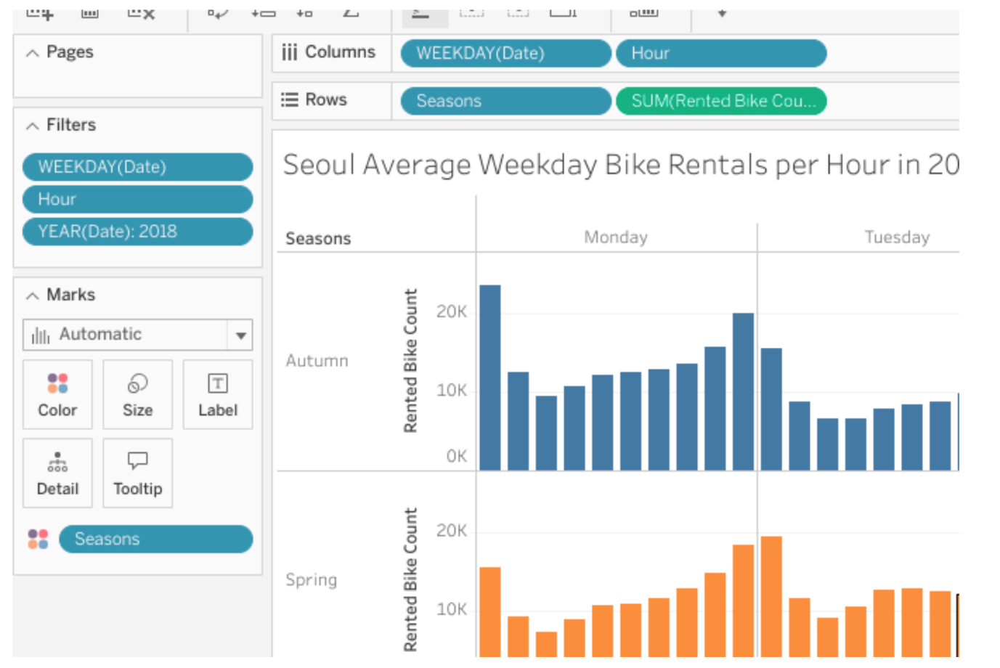 Pages
Columns
WEEKDAY(Date)
Hour
Rows
Seasons
SUM(Rented Bike Cou...
Filters
WEEKDAY(Date)
Hour
YEAR(Date): 2018
Marks
Automatic
Color
Size
Label
Detail
Tooltip
Seasons
Seoul Average Weekday Bike Rentals per Hour in 20
Seasons
Monday
Tuesday
Autumn
Rented Bike Count
20K
10K
0K
Spring
Rented Bike Count
20K
10K